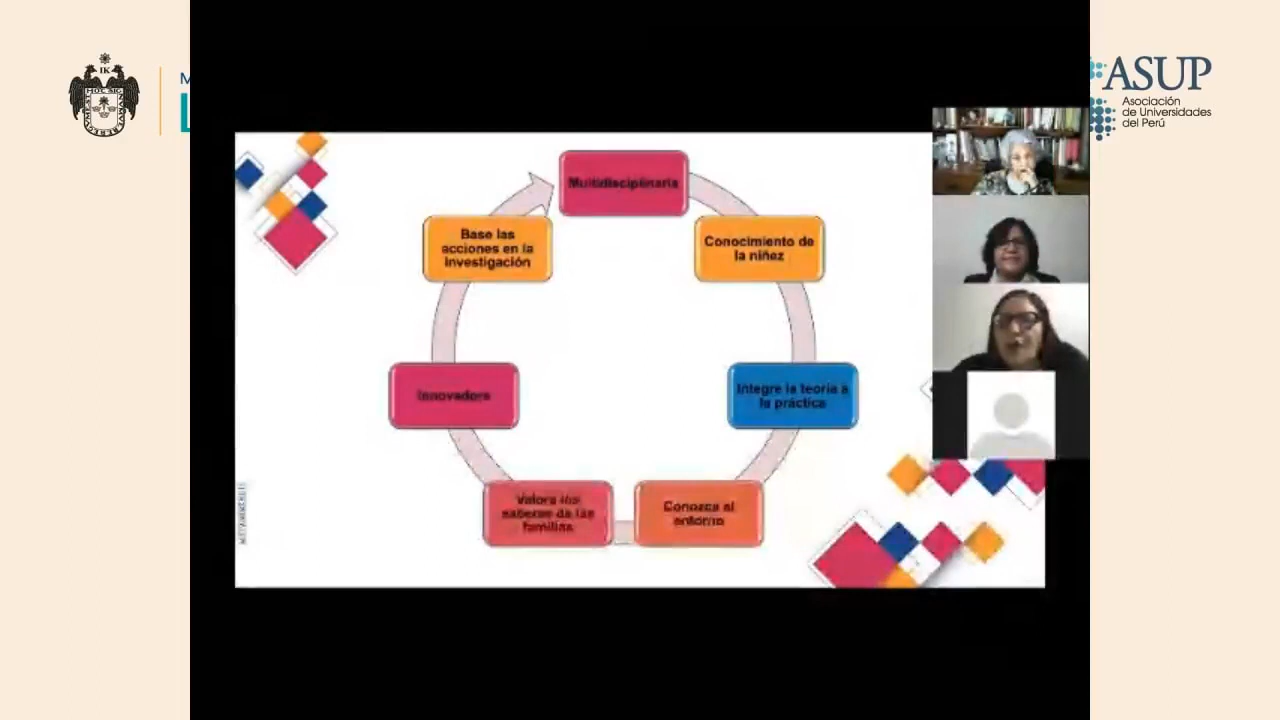 M
L
ASUP
Asociación
de Universidades
del Perú
Multidisciplinaria
Conocimiento de
la niñez
Integre la teoría a
la práctica
Conozca el
entorno
Valora los
saberes de las
familias
Innovadora
Base las
acciones en la
investigación